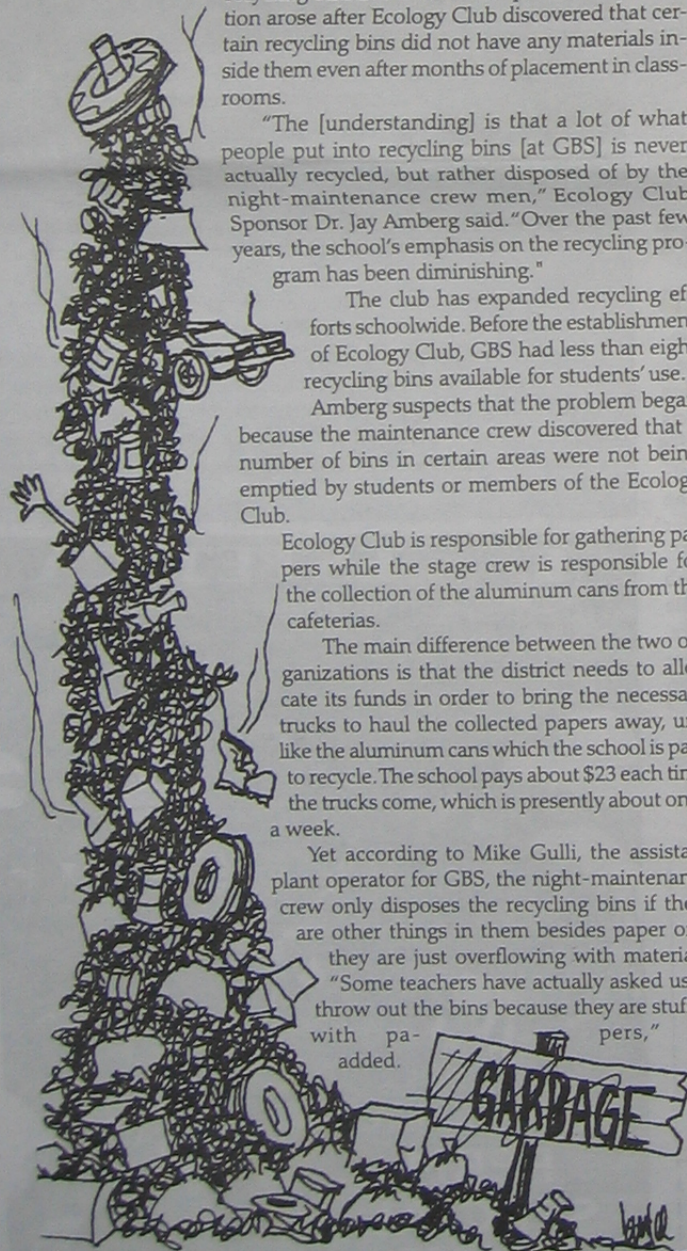 tion arose after Ecology Club discovered that cer-
tain recycling bins did not have any materials in-
side them even after months of placement in class-
rooms.
"The [understanding] is that a lot of what
people put into recycling bins [at GBS] is never
actually recycled, but rather disposed of by the
night-maintenance crew men," Ecology Club
Sponsor Dr. Jay Amberg said. "Over the past few
years, the school's emphasis on the recycling pro-
gram has been diminishing."
The club has expanded recycling ef
forts schoolwide. Before the establishmen
of Ecology Club, GBS had less than eigh
recycling bins available for students' use.
Amberg suspects that the problem bega
because the maintenance crew discovered that
number of bins in certain areas were not bein
emptied by students or members of the Ecolog
Club.
Ecology Club is responsible for gathering pa
pers while the stage crew is responsible fo
the collection of the aluminum cans from th
cafeterias.
The main difference between the two o
ganizations is that the district needs to allo
cate its funds in order to bring the necessa
trucks to haul the collected papers away, u
like the aluminum cans which the school is pa
to recycle. The school pays about $23 each ti
the trucks come, which is presently about on
a week.
Yet according to Mike Gulli, the assista
plant operator for GBS, the night-maintenan
crew only disposes the recycling bins if the
are other things in them besides paper o
they are just overflowing with materia
"Some teachers have actually asked us
throw out the bins because they are stuf
with pa- pers,"
added.
GARBAGE